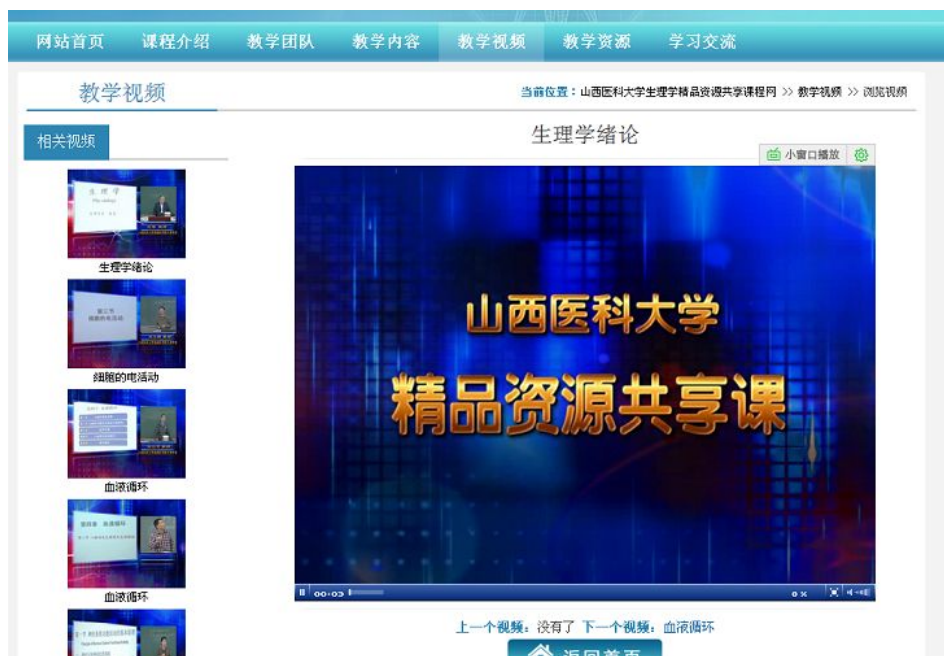 网站首页 课程介绍 教学团队 教学内容 教学视频 教学资源 学习交流
教学视频
当前位置：山西医科大学生理学精品资源共享课程网 >> 教学视频 >> 浏览视频
相关视频
生理学绪论
小窗口播放
生理学
生理学绪论
细胞的电活动
血液循环
血液循环
山西医科大学
精品资源共享课
00:03
0 %
上一个视频：没有了 下一个视频：血液循环
返回首页